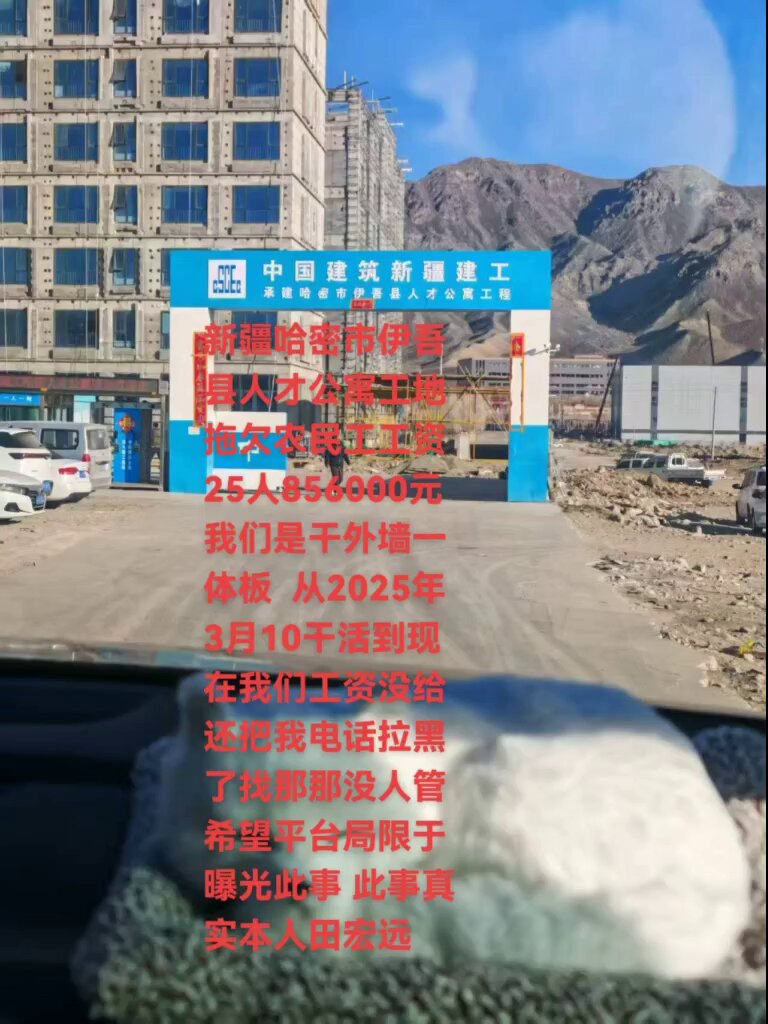 CSCEC
中国建筑新疆建工
承建哈密市伊吾县人才公寓工程
新疆哈密市伊吾
县人才公寓工地
拖欠农民工工资
25人856000元
我们是干外墙一
体板 从2025年
3月10干活到现
在我们工资没给
还把我电话拉黑
了找那那没人管
希望平台局限于
曝光此事 此事真
实本人田宏远